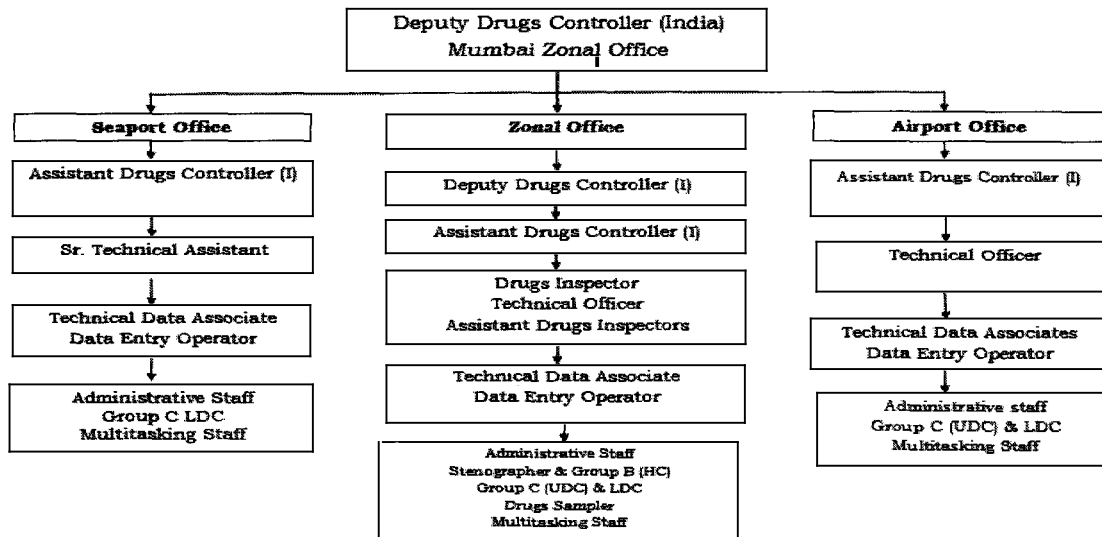 Deputy Drugs Controller (India)
Mumbai Zonal Office
Seaport Office
Assistant Drugs Controller (I)
Sr. Technical Assistant
Technical Data Associate
Data Entry Operator
Administrative Staff
Group C LDC
Multitasking Staff
Zonal Office
Deputy Drugs Controller (I)
Assistant Drugs Controller (I)
Drugs Inspector
Technical Officer
Assistant Drugs Inspectors
Technical Data Associate
Data Entry Operator
Administrative Staff
Stenographer & Group B (HC)
Group C (UDC) & LDC
Drugs Sampler
Multitasking Staff
Airport Office
Assistant Drugs Controller (I)
Technical Officer
Technical Data Associates
Data Entry Operator
Administrative staff
Group C (UDC) & LDC
Multitasking Staff